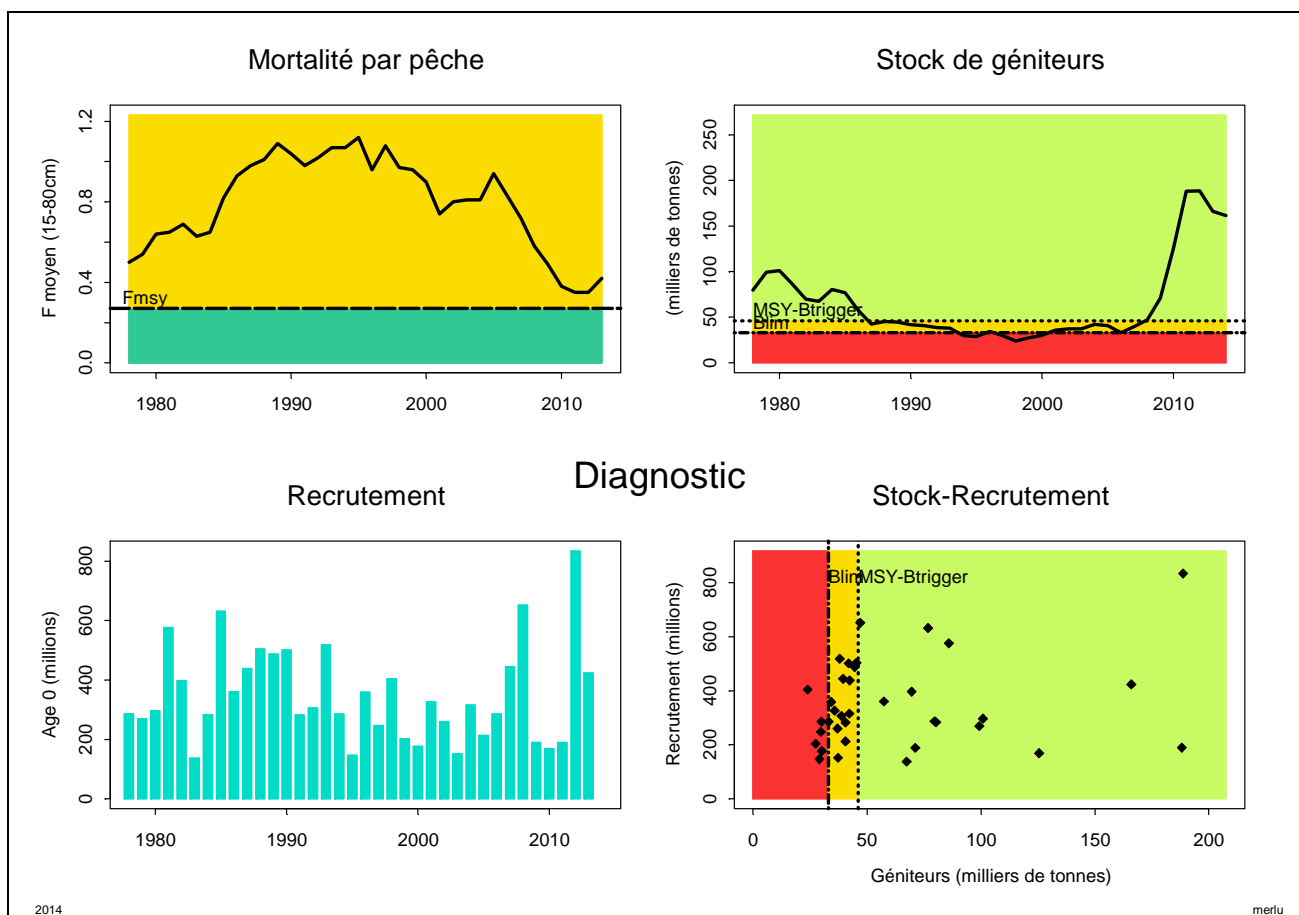 Mortalité par pêche
F moyen (15-80cm)
0.0 0.4 0.8 1.2
Fmsy
1980 1990 2000 2010
Stock de géniteurs
(milliers de tonnes)
0 50 100 150 200 250
MSY-Btrigger
Blim
1980 1990 2000 2010
Diagnostic
Recrutement
Age 0 (millions)
0 200 400 600 800
1980 1990 2000 2010
Stock-Recrutement
Recrutement (millions)
0 200 400 600 800
Blim MSY-Btrigger
0 50 100 150 200
Géniteurs (milliers de tonnes)
2014
merlu